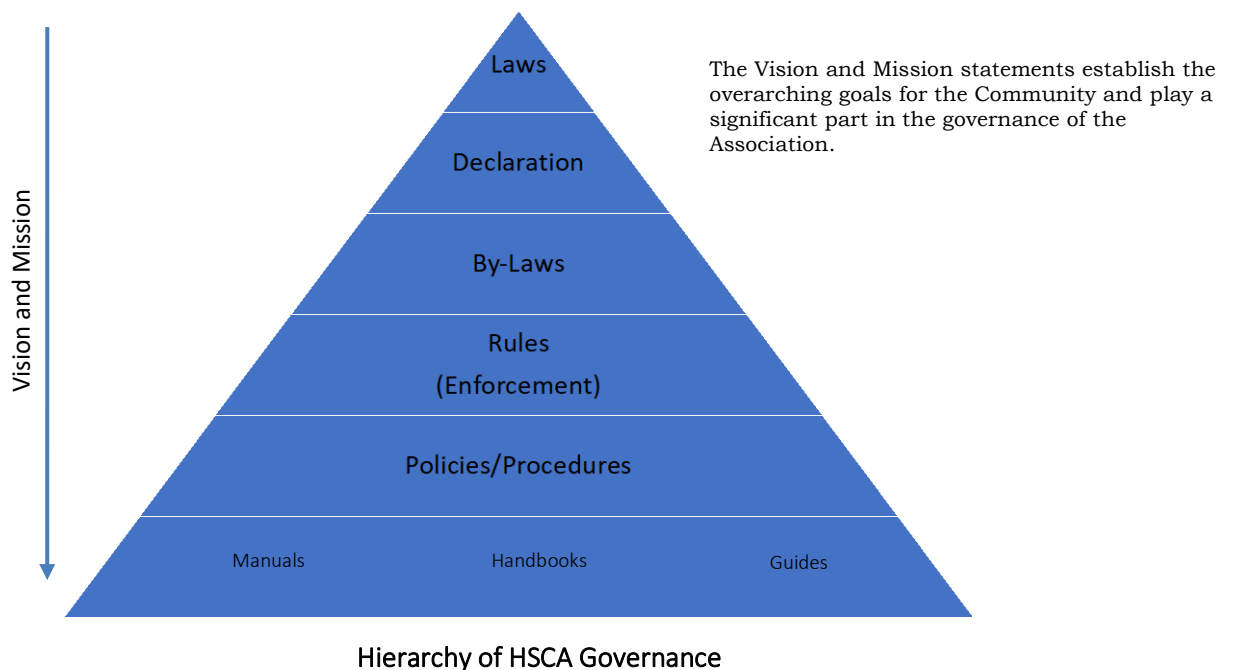 Laws
The Vision and Mission statements establish the
overarching goals for the Community and play a
significant part in the governance of the
Association.
Declaration
By-Laws
Rules
(Enforcement)
Policies/Procedures
Manuals
Handbooks
Guides
Vision and Mission
Hierarchy of HSCA Governance